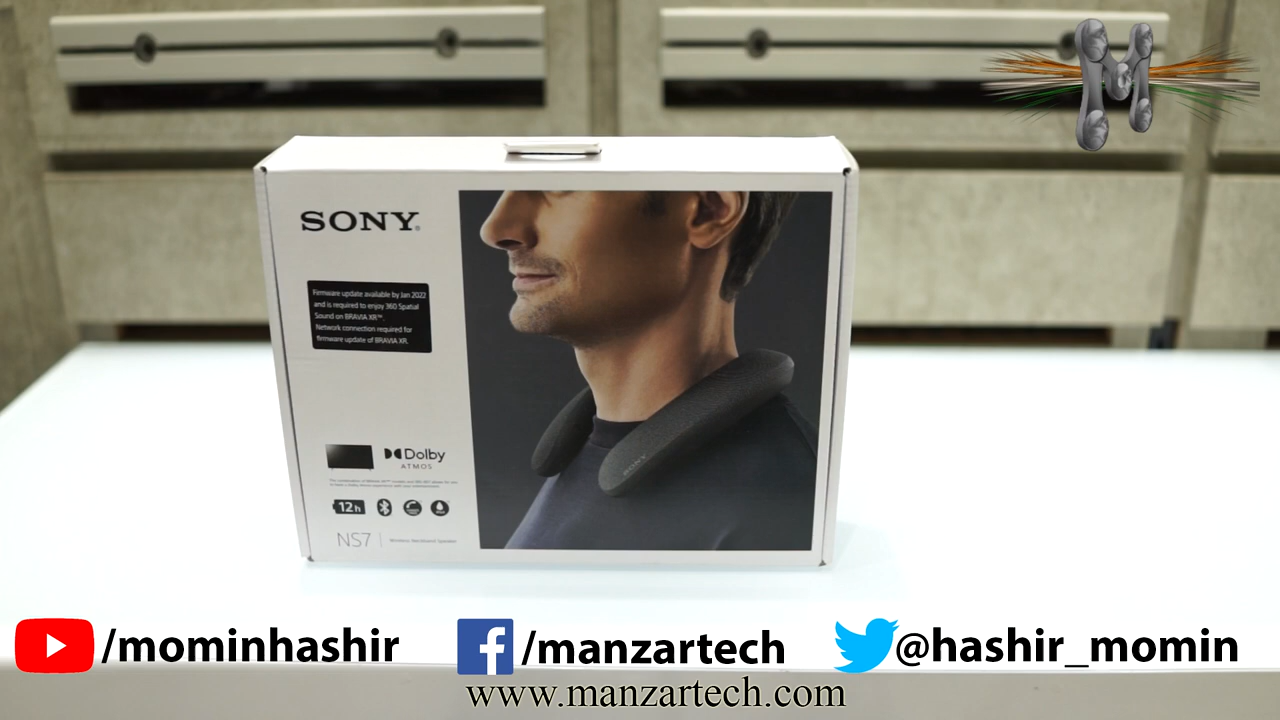 SONY
Firmware update available by Jan 2022
and is required to enjoy 360 Spatial
Sound on BRAVIA XR™.
Network connection required for
firmware update of BRAVIA XR.
Dolby
ATMOS
12h
NS7
Wireless Neckband Speaker
SONY
/mominhashir
/manzartech
@hashir_momin
www.manzartech.com